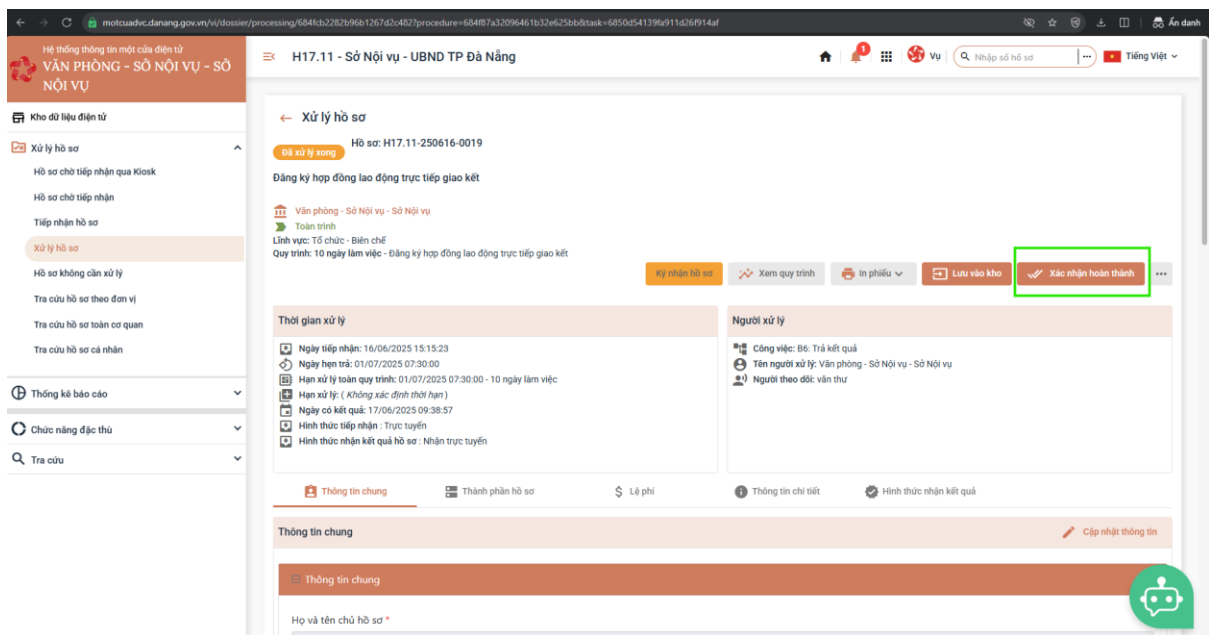 motcuadvc.danang.gov.vn/vi/dossier/processing/684fcb2282b96b1267d2c482?procedure=684f87a32096461b32e625bb&task=6850d54139fa911d26f914af
Ẩn danh
Hệ thống thông tin một cửa điện tử
VĂN PHÒNG - SỞ NỘI VỤ - SỞ NỘI VỤ
H17.11 - Sở Nội vụ - UBND TP Đà Nẵng
Vụ
Nhập số hồ sơ
Tiếng Việt
Kho dữ liệu điện tử
Xử lý hồ sơ
Hồ sơ chờ tiếp nhận qua Kiosk
Hồ sơ chờ tiếp nhận
Tiếp nhận hồ sơ
Xử lý hồ sơ
Hồ sơ không cần xử lý
Tra cứu hồ sơ theo đơn vị
Tra cứu hồ sơ toàn cơ quan
Tra cứu hồ sơ cá nhân
Thống kê báo cáo
Chức năng đặc thù
Tra cứu
Xử lý hồ sơ
Đã xử lý xong Hồ sơ: H17.11-250616-0019
Đăng ký hợp đồng lao động trực tiếp giao kết
Văn phòng - Sở Nội vụ - Sở Nội vụ
Toàn trình
Lĩnh vực: Tổ chức - Biên chế
Quy trình: 10 ngày làm việc - Đăng ký hợp đồng lao động trực tiếp giao kết
Ký nhận hồ sơ Xem quy trình In phiếu Lưu vào kho Xác nhận hoàn thành
Thời gian xử lý
Ngày tiếp nhận: 16/06/2025 15:15:23
Ngày hẹn trả: 01/07/2025 07:30:00
Hạn xử lý toàn quy trình: 01/07/2025 07:30:00 - 10 ngày làm việc
Hạn xử lý: ( Không xác định thời hạn )
Ngày có kết quả: 17/06/2025 09:38:57
Hình thức tiếp nhận : Trực tuyến
Hình thức nhận kết quả hồ sơ : Nhận trực tuyến
Người xử lý
Công việc: B6: Trả kết quả
Tên người xử lý: Văn phòng - Sở Nội vụ - Sở Nội vụ
Người theo dõi: văn thư
Thông tin chung Thành phần hồ sơ Lệ phí Thông tin chi tiết Hình thức nhận kết quả
Thông tin chung
Cập nhật thông tin
Thông tin chung
Họ và tên chủ hồ sơ *